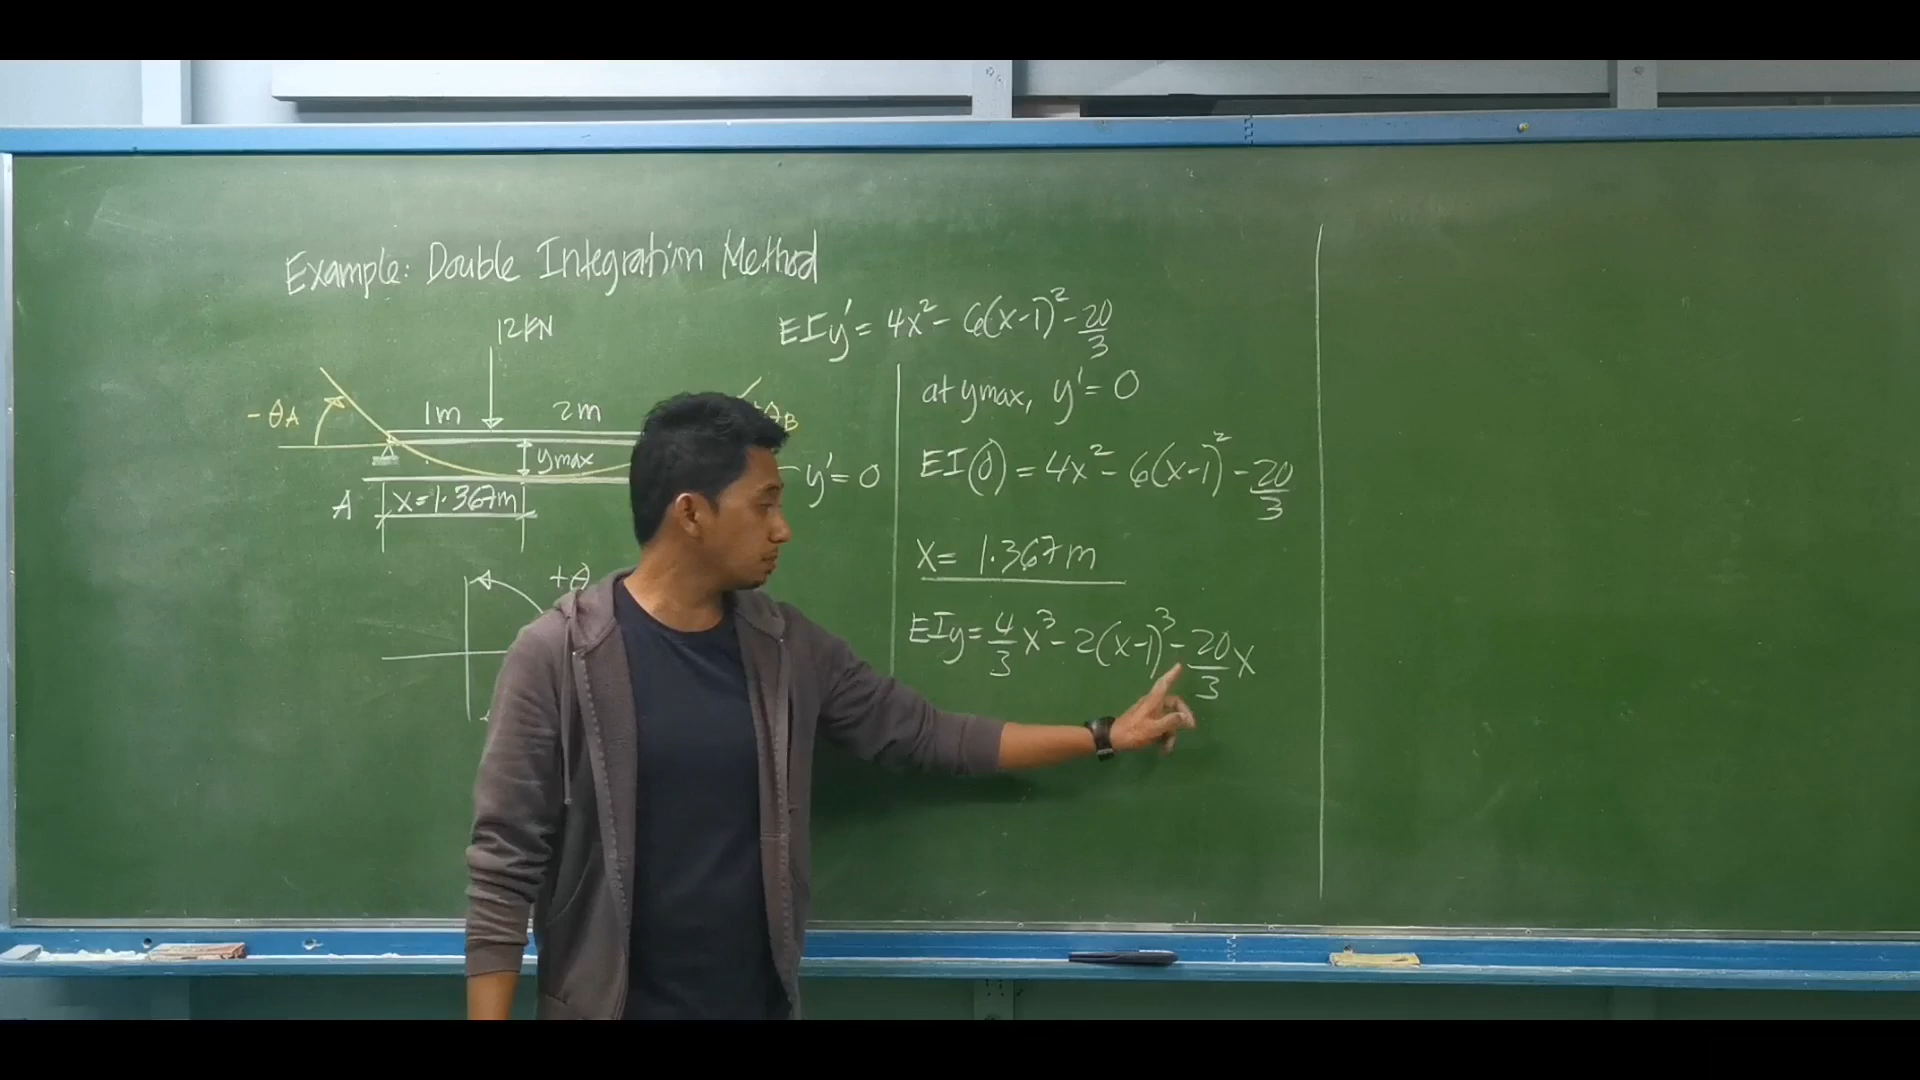 Example: Double Integration Method
12kN
1m
2m
-θA
θB
ymax
y'=0
A
x=1.367m
+θ
EIy' = 4x² - 6(x-1)² - 20/3
at ymax, y' = 0
EI(0) = 4x² - 6(x-1)² - 20/3
x = 1.367m
EIy = 4/3 x³ - 2(x-1)³ - 20/3 x